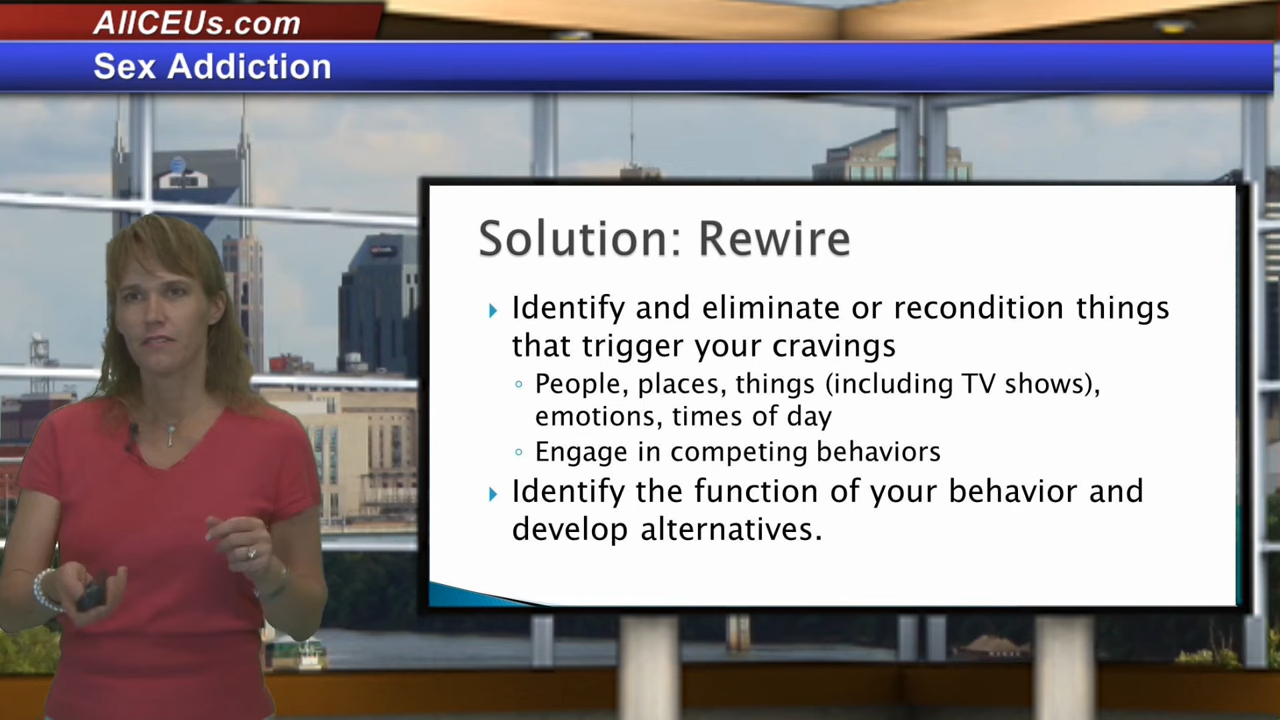 AllCEUs.com
Sex Addiction
Solution: Rewire
Identify and eliminate or recondition things
that trigger your cravings
People, places, things (including TV shows),
emotions, times of day
Engage in competing behaviors
Identify the function of your behavior and
develop alternatives.